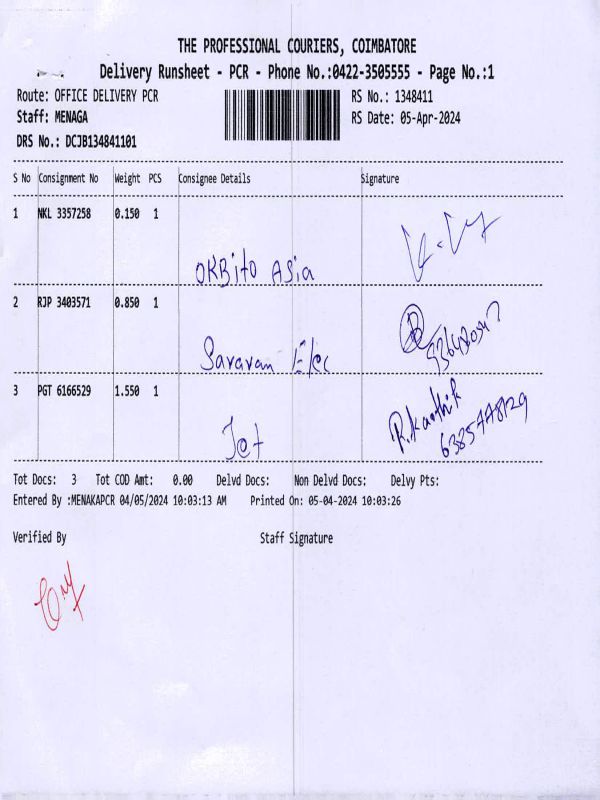 THE PROFESSIONAL COURIERS, COIMBATORE
Delivery Runsheet - PCR - Phone No.:0422-3505555 - Page No.:1
Route: OFFICE DELIVERY PCR RS No.: 1348411
Staff: MENAGA RS Date: 05-Apr-2024
DRS No.: DCJB134841101
S No Consignment No Weight PCS Consignee Details Signature
1 NKL 3357258 0.150 1
ORBito ASia
2 RJP 3403571 0.850 1
Saravan Elec
3 PGT 6166529 1.550 1 R.Karthik
Jet
Tot Docs: 3 Tot COD Amt: 0.00 Delvd Docs: Non Delvd Docs: Delvy Pts:
Entered By :MENAKAPCR 04/05/2024 10:03:13 AM Printed On: 05-04-2024 10:03:26
Verified By Staff Signature